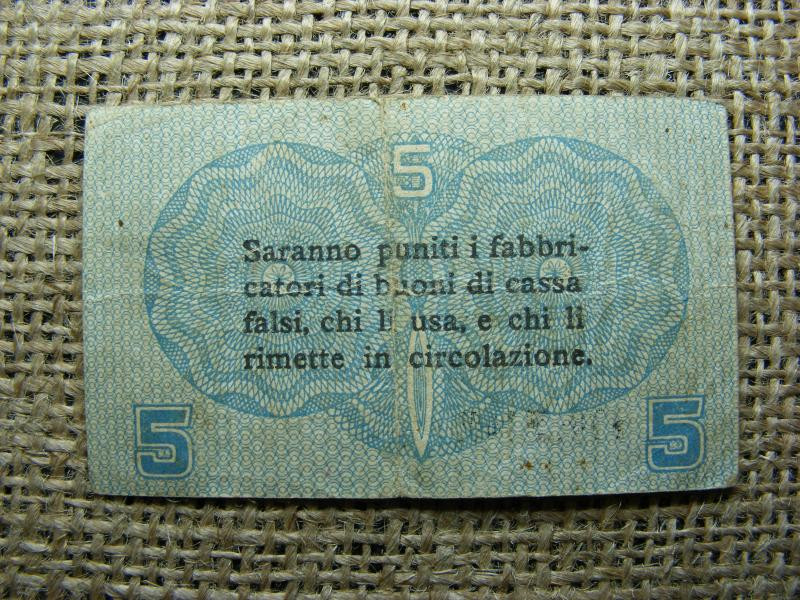 5
Saranno puniti i fabbri-
catori di buoni di cassa
falsi, chi li usa, e chi li
rimette in circolazione.
5 5